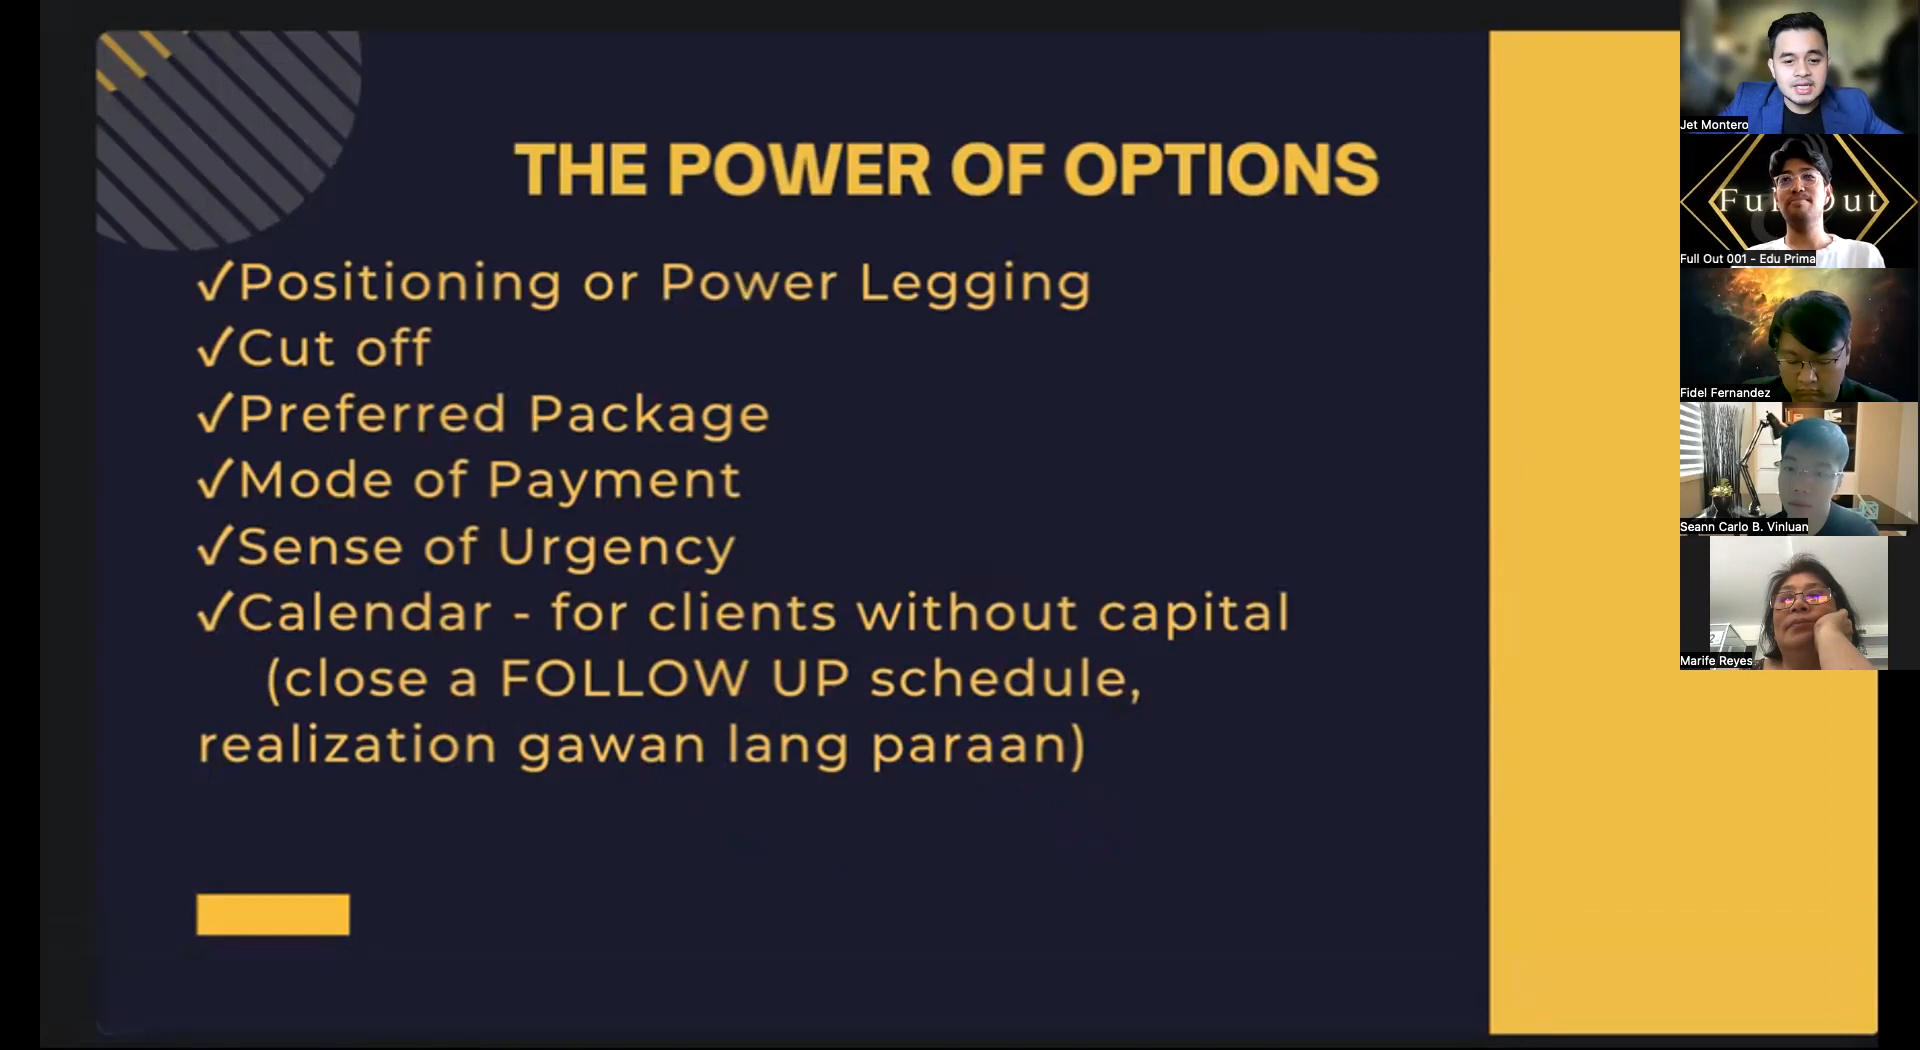 THE POWER OF OPTIONS
✓Positioning or Power Legging
✓Cut off
✓Preferred Package
✓Mode of Payment
✓Sense of Urgency
✓Calendar - for clients without capital
(close a FOLLOW UP schedule,
realization gawan lang paraan)
Jet Montero
Full Out
Full Out 001 - Edu Prima
Fidel Fernandez
Seann Carlo B. Vinluan
Marife Reyes